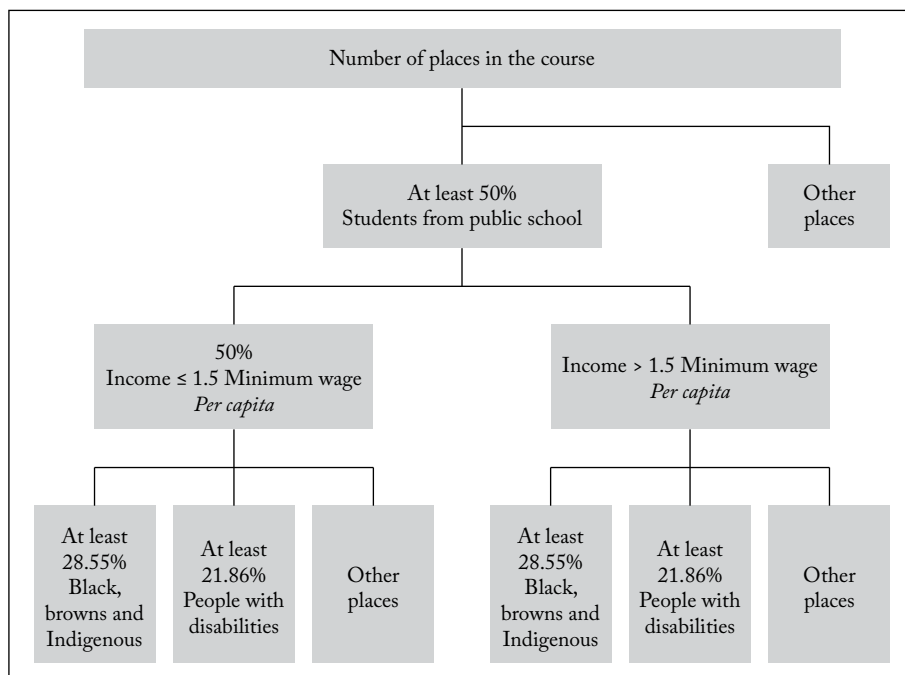 Number of places in the course
At least 50%
Students from public school
Other
places
50%
Income ≤ 1.5 Minimum wage
Per capita
Income > 1.5 Minimum wage
Per capita
At least
28.55%
Black,
browns and
Indigenous
At least
21.86%
People with
disabilities
Other
places
At least
28.55%
Black,
browns and
Indigenous
At least
21.86%
People with
disabilities
Other
places